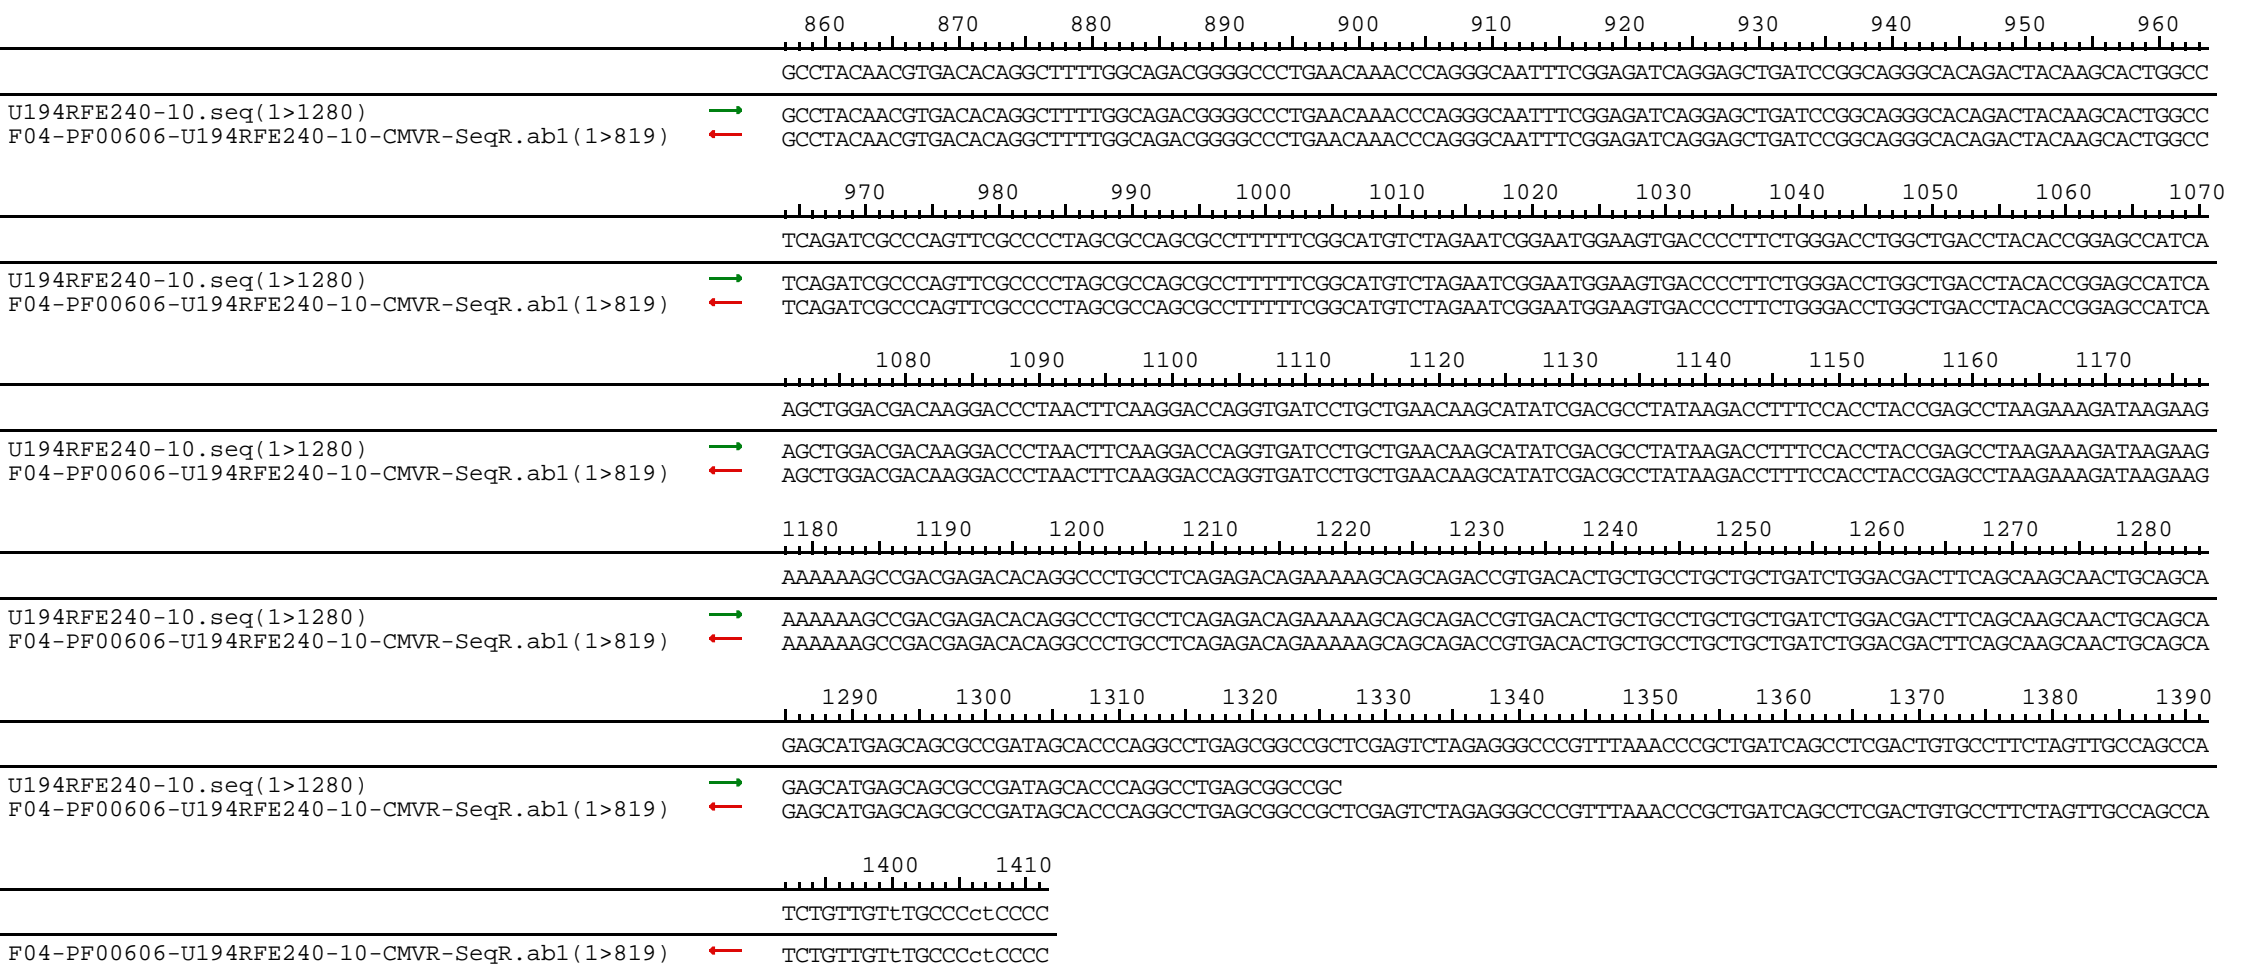 860 870 880 890 900 910 920 930 940 950 960
GCCTACAACGTGACACAGGCTTTTGGCAGACGGGGCCCTGAACAAACCCAGGGCAATTTCGGAGATCAGGAGCTGATCCGGCAGGGCACAGACTACAAGCACTGGCC
U194RFE240-10.seq(1>1280) GCCTACAACGTGACACAGGCTTTTGGCAGACGGGGCCCTGAACAAACCCAGGGCAATTTCGGAGATCAGGAGCTGATCCGGCAGGGCACAGACTACAAGCACTGGCC
F04-PF00606-U194RFE240-10-CMVR-SeqR.ab1(1>819) GCCTACAACGTGACACAGGCTTTTGGCAGACGGGGCCCTGAACAAACCCAGGGCAATTTCGGAGATCAGGAGCTGATCCGGCAGGGCACAGACTACAAGCACTGGCC
970 980 990 1000 1010 1020 1030 1040 1050 1060 1070
TCAGATCGCCCAGTTCGCCCCTAGCGCCAGCGCCTTTTTCGGCATGTCTAGAATCGGAATGGAAGTGACCCCTTCTGGGACCTGGCTGACCTACACCGGAGCCATCA
U194RFE240-10.seq(1>1280) TCAGATCGCCCAGTTCGCCCCTAGCGCCAGCGCCTTTTTCGGCATGTCTAGAATCGGAATGGAAGTGACCCCTTCTGGGACCTGGCTGACCTACACCGGAGCCATCA
F04-PF00606-U194RFE240-10-CMVR-SeqR.ab1(1>819) TCAGATCGCCCAGTTCGCCCCTAGCGCCAGCGCCTTTTTCGGCATGTCTAGAATCGGAATGGAAGTGACCCCTTCTGGGACCTGGCTGACCTACACCGGAGCCATCA
1080 1090 1100 1110 1120 1130 1140 1150 1160 1170
AGCTGGACGACAAGGACCCTAACTTCAAGGACCAGGTGATCCTGCTGAACAAGCATATCGACGCCTATAAGACCTTTCCACCTACCGAGCCTAAGAAAGATAAGAAG
U194RFE240-10.seq(1>1280) AGCTGGACGACAAGGACCCTAACTTCAAGGACCAGGTGATCCTGCTGAACAAGCATATCGACGCCTATAAGACCTTTCCACCTACCGAGCCTAAGAAAGATAAGAAG
F04-PF00606-U194RFE240-10-CMVR-SeqR.ab1(1>819) AGCTGGACGACAAGGACCCTAACTTCAAGGACCAGGTGATCCTGCTGAACAAGCATATCGACGCCTATAAGACCTTTCCACCTACCGAGCCTAAGAAAGATAAGAAG
1180 1190 1200 1210 1220 1230 1240 1250 1260 1270 1280
AAAAAAGCCGACGAGACACAGGCCCTGCCTCAGAGACAGAAAAAGCAGCAGACCGTGACACTGCTGCCTGCTGCTGATCTGGACGACTTCAGCAAGCAACTGCAGCA
U194RFE240-10.seq(1>1280) AAAAAAGCCGACGAGACACAGGCCCTGCCTCAGAGACAGAAAAAGCAGCAGACCGTGACACTGCTGCCTGCTGCTGATCTGGACGACTTCAGCAAGCAACTGCAGCA
F04-PF00606-U194RFE240-10-CMVR-SeqR.ab1(1>819) AAAAAAGCCGACGAGACACAGGCCCTGCCTCAGAGACAGAAAAAGCAGCAGACCGTGACACTGCTGCCTGCTGCTGATCTGGACGACTTCAGCAAGCAACTGCAGCA
1290 1300 1310 1320 1330 1340 1350 1360 1370 1380 1390
GAGCATGAGCAGCGCCGATAGCACCCAGGCCTGAGCGGCCGCTCGAGTCTAGAGGGCCCGTTTAAACCCGCTGATCAGCCTCGACTGTGCCTTCTAGTTGCCAGCCA
U194RFE240-10.seq(1>1280) GAGCATGAGCAGCGCCGATAGCACCCAGGCCTGAGCGGCCGC
F04-PF00606-U194RFE240-10-CMVR-SeqR.ab1(1>819) GAGCATGAGCAGCGCCGATAGCACCCAGGCCTGAGCGGCCGCTCGAGTCTAGAGGGCCCGTTTAAACCCGCTGATCAGCCTCGACTGTGCCTTCTAGTTGCCAGCCA
1400 1410
TCTGTTGTtTGCCCctCCCC
F04-PF00606-U194RFE240-10-CMVR-SeqR.ab1(1>819) TCTGTTGTtTGCCCctCCCC